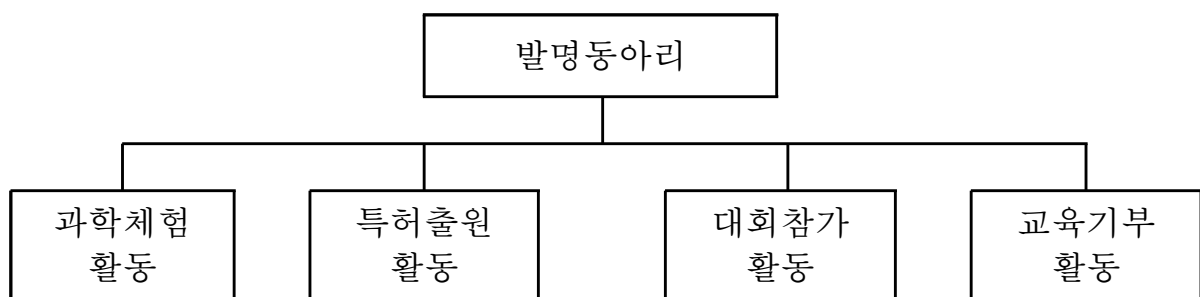 발명동아리
과학체험
활동
특허출원
활동
대회참가
활동
교육기부
활동